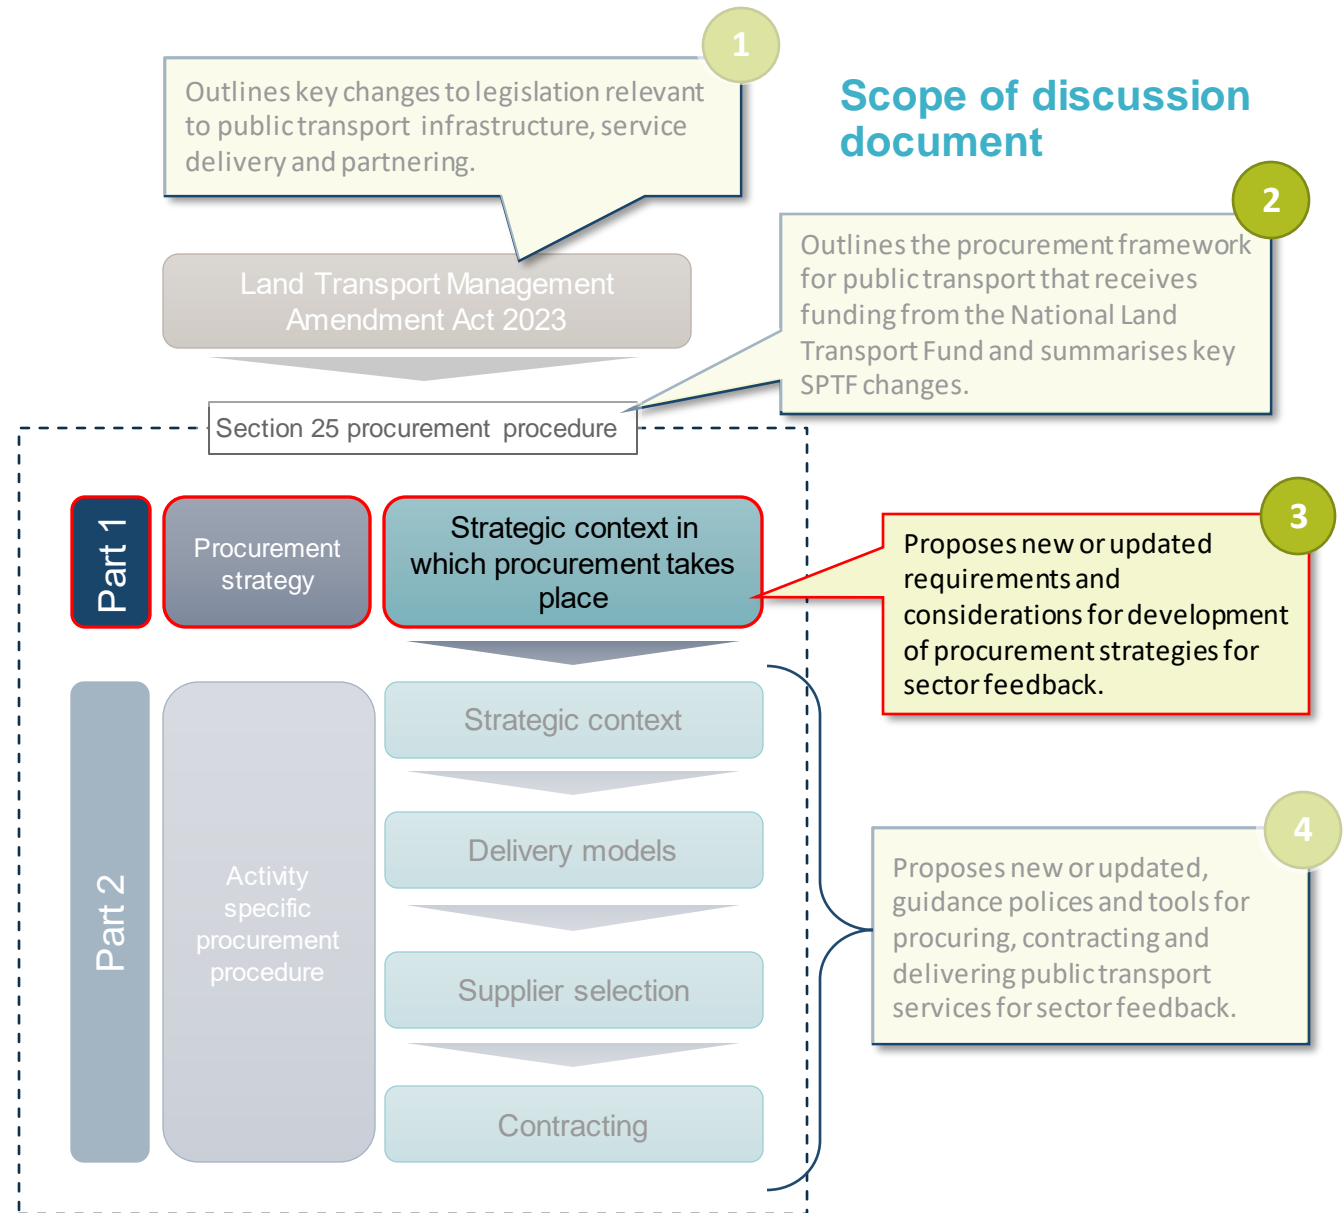 1
Outlines key changes to legislation relevant
to public transport infrastructure, service
delivery and partnering.
Scope of discussion
document
2
Outlines the procurement framework
for public transport that receives
funding from the National Land
Transport Fund and summarises key
SPTF changes.
Land Transport Management
Amendment Act 2023
Section 25 procurement procedure
Part 1
Procurement
strategy
Strategic context in
which procurement takes
place
3
Proposes new or updated
requirements and
considerations for development
of procurement strategies for
sector feedback.
Part 2
Activity
specific
procurement
procedure
Strategic context
Delivery models
Supplier selection
Contracting
4
Proposes new or updated,
guidance polices and tools for
procuring, contracting and
delivering public transport
services for sector feedback.